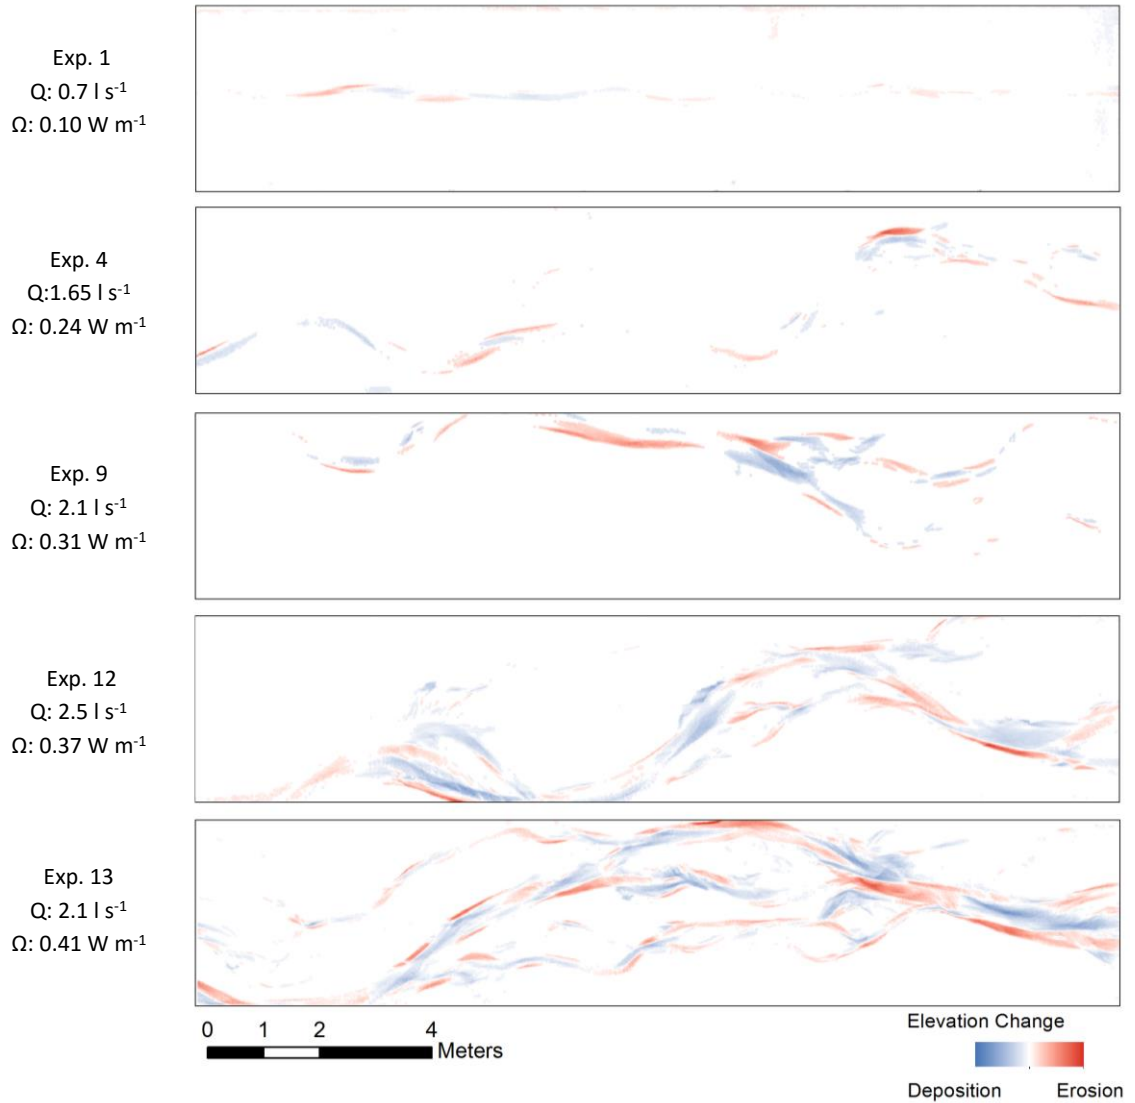 Exp. 1
Q: 0.7 l s-1
Ω: 0.10 W m-1
Exp. 4
Q:1.65 l s-1
Ω: 0.24 W m-1
Exp. 9
Q: 2.1 l s-1
Ω: 0.31 W m-1
Exp. 12
Q: 2.5 l s-1
Ω: 0.37 W m-1
Exp. 13
Q: 2.1 l s-1
Ω: 0.41 W m-1
0 1 2 4
Meters
Elevation Change
Deposition Erosion